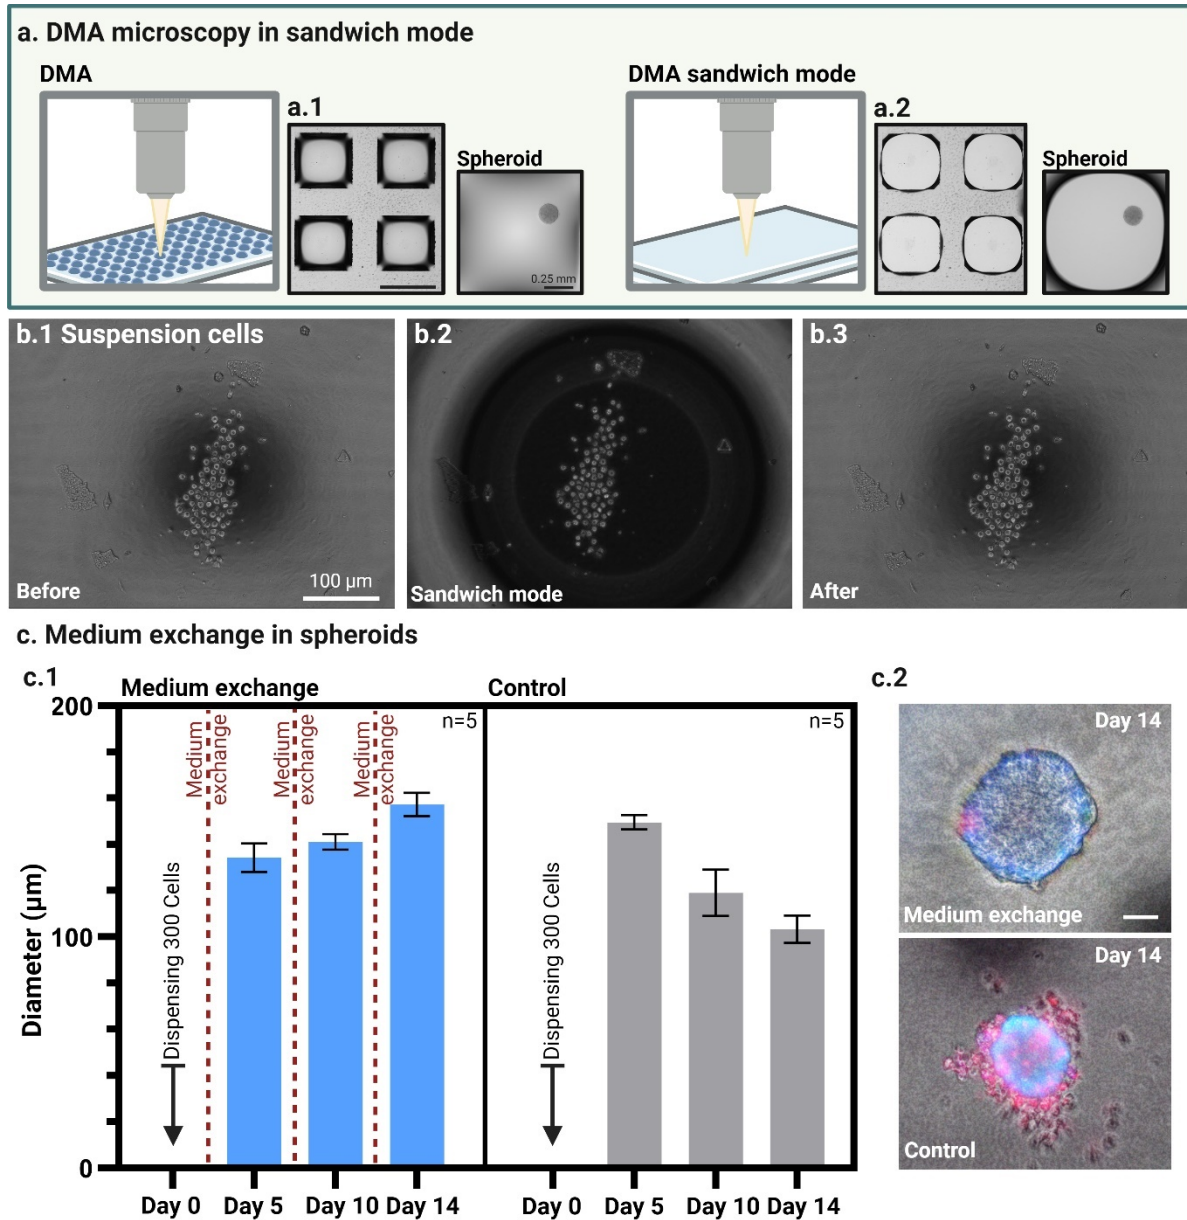 a. DMA microscopy in sandwich mode
DMA
a.1
Spheroid
0.25 mm
DMA sandwich mode
a.2
Spheroid
b.1 Suspension cells
Before
100 µm
b.2
Sandwich mode
b.3
After
c. Medium exchange in spheroids
c.1
Medium exchange
Control
Diameter (µm)
200
100
0
n=5
n=5
Dispensing 300 Cells
Medium
exchange
Medium
exchange
Medium
exchange
Dispensing 300 Cells
Day 0
Day 5
Day 10
Day 14
Day 0
Day 5
Day 10
Day 14
c.2
Day 14
Medium exchange
Day 14
Control